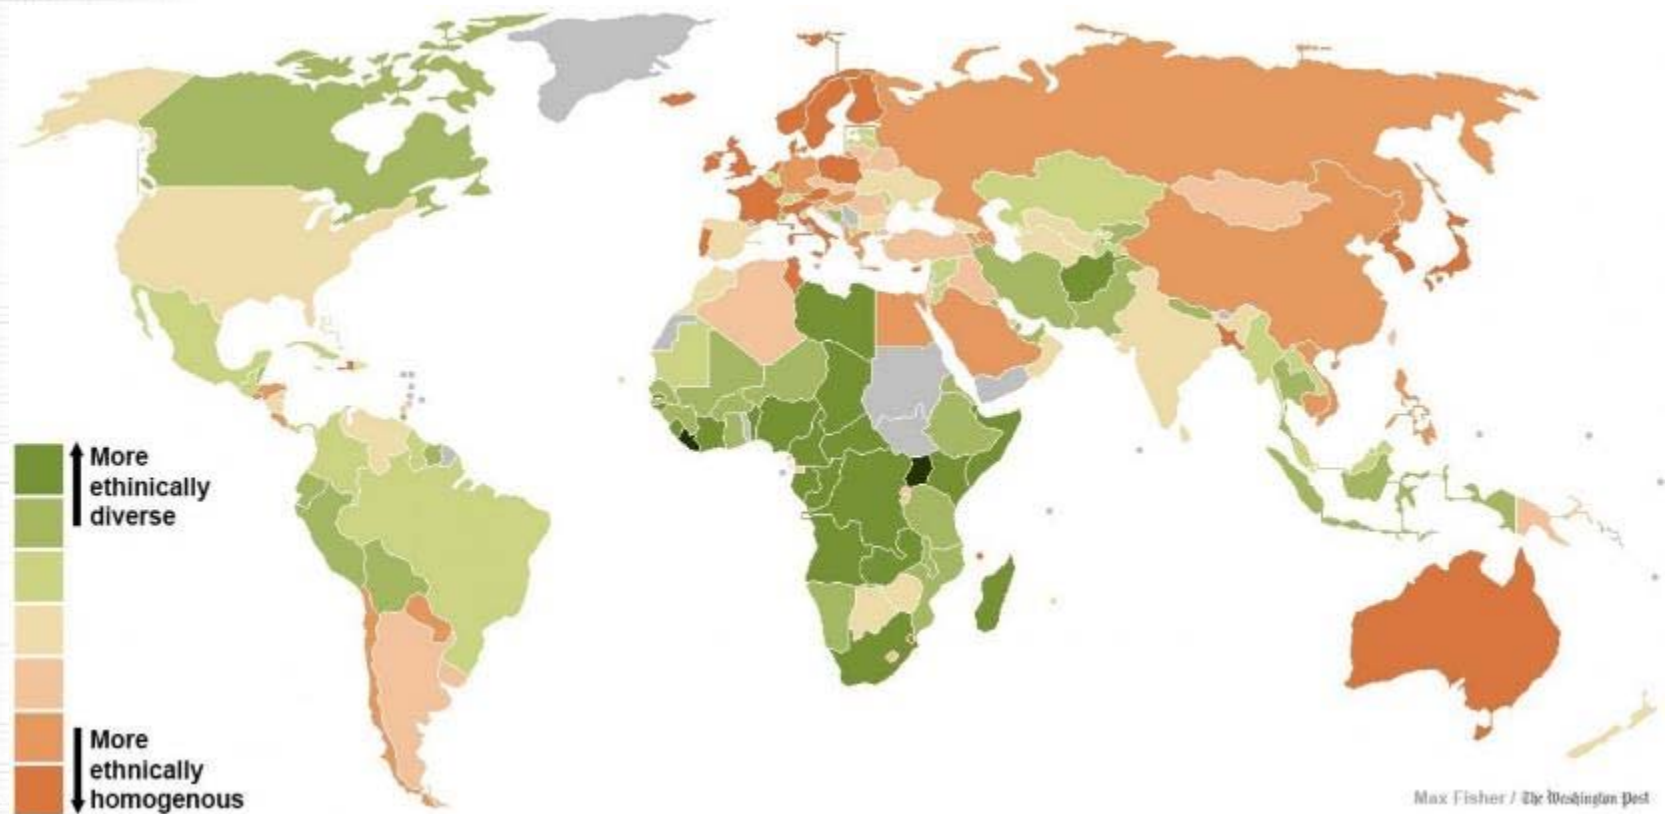 More
ethinically
diverse
More
ethnically
homogenous
Max Fisher / The Washington Post